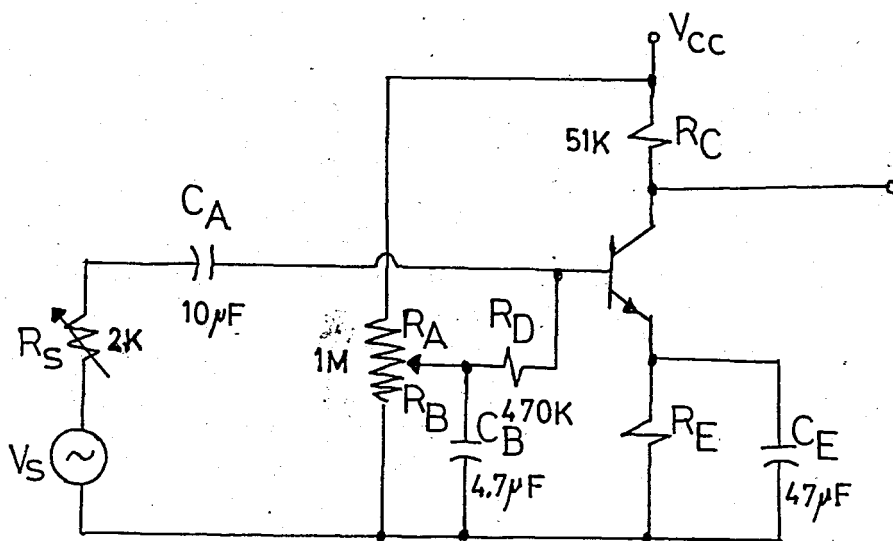 VCC
51K RC
CA
10µF
RS 2K
RA
1M
RB
RD
470K
CB
4.7µF
RE
CE
47µF
VS
~